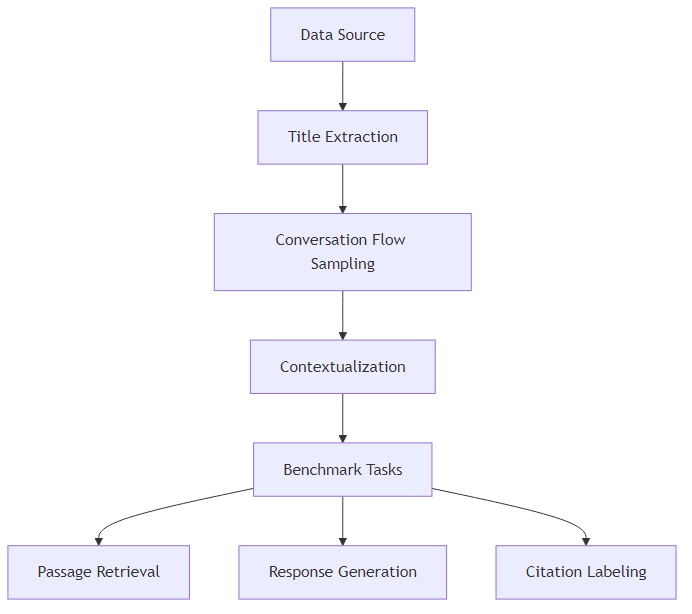 Data Source
Title Extraction
Conversation Flow
Sampling
Contextualization
Benchmark Tasks
Passage Retrieval
Response Generation
Citation Labeling